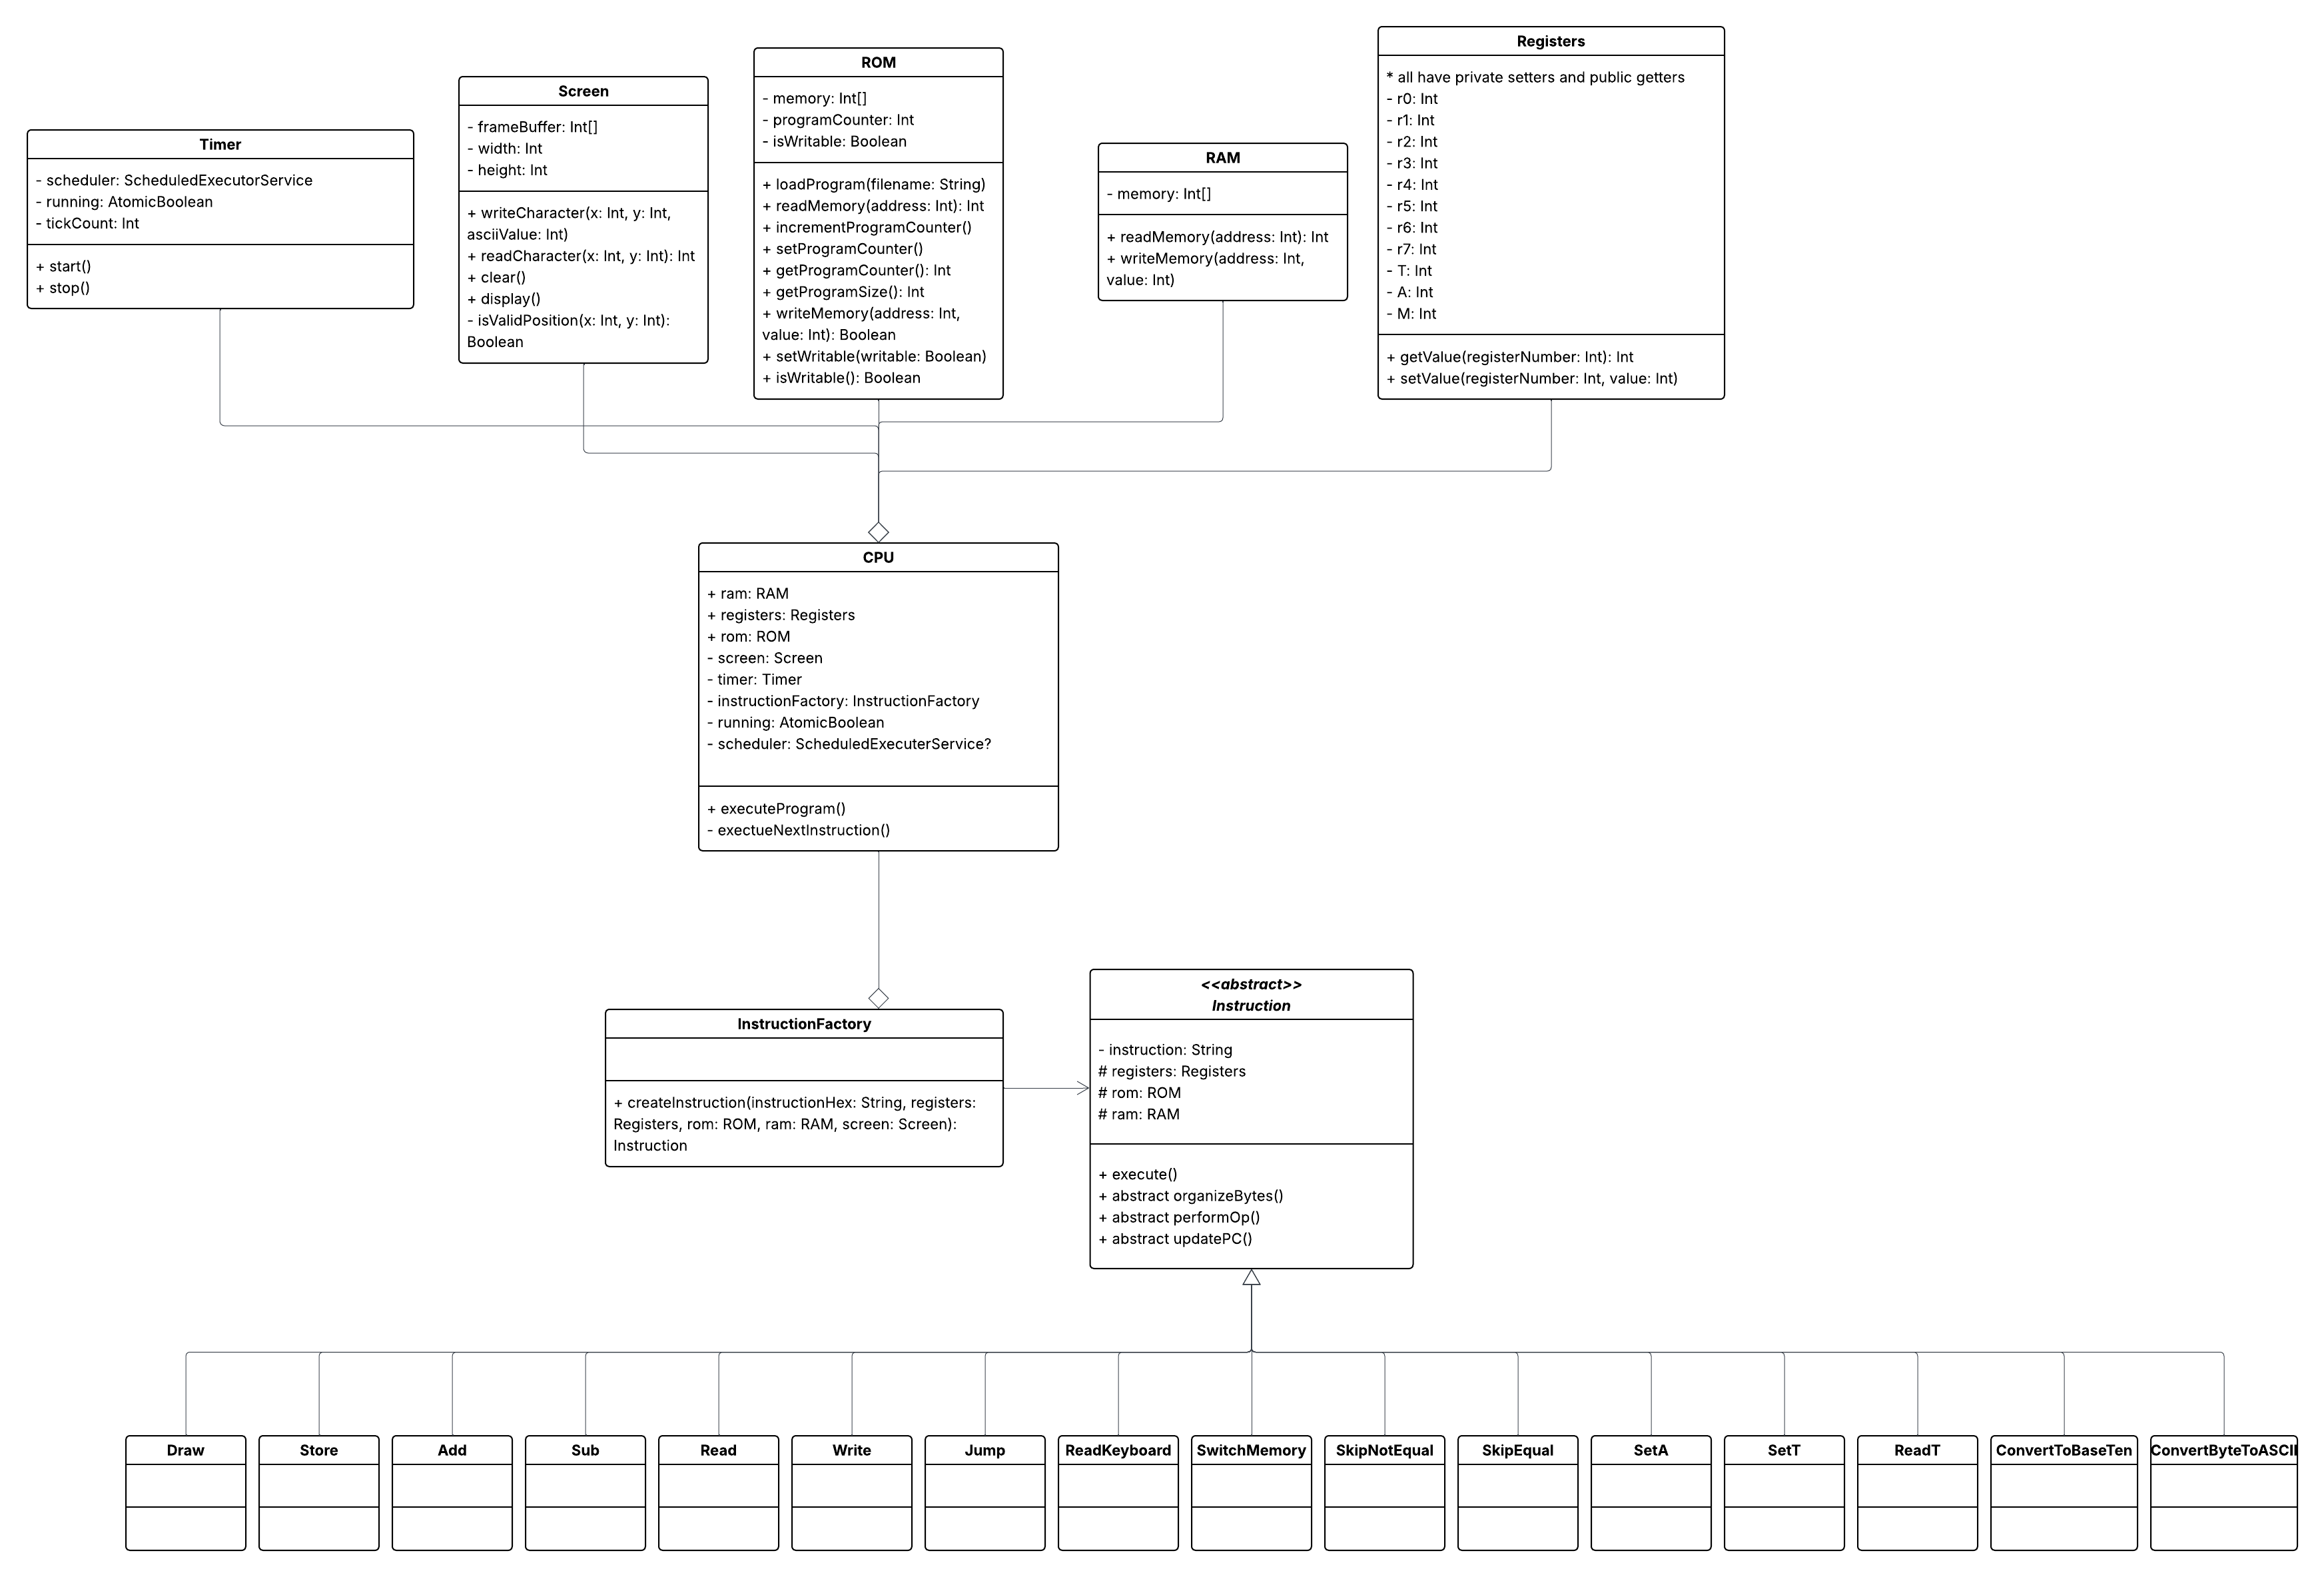 Timer
- scheduler: ScheduledExecutorService
- running: AtomicBoolean
- tickCount: Int
+ start()
+ stop()
Screen
- frameBuffer: Int[]
- width: Int
- height: Int
+ writeCharacter(x: Int, y: Int,
asciiValue: Int)
+ readCharacter(x: Int, y: Int): Int
+ clear()
+ display()
- isValidPosition(x: Int, y: Int):
Boolean
ROM
- memory: Int[]
- programCounter: Int
- isWritable: Boolean
+ loadProgram(filename: String)
+ readMemory(address: Int): Int
+ incrementProgramCounter()
+ setProgramCounter()
+ getProgramCounter(): Int
+ getProgramSize(): Int
+ writeMemory(address: Int,
value: Int): Boolean
+ setWritable(writable: Boolean)
+ isWritable(): Boolean
RAM
- memory: Int[]
+ readMemory(address: Int): Int
+ writeMemory(address: Int,
value: Int)
Registers
* all have private setters and public getters
- r0: Int
- r1: Int
- r2: Int
- r3: Int
- r4: Int
- r5: Int
- r6: Int
- r7: Int
- T: Int
- A: Int
- M: Int
+ getValue(registerNumber: Int): Int
+ setValue(registerNumber: Int, value: Int)
CPU
+ ram: RAM
+ registers: Registers
+ rom: ROM
- screen: Screen
- timer: Timer
- instructionFactory: InstructionFactory
- running: AtomicBoolean
- scheduler: ScheduledExecuterService?
+ executeProgram()
- exectueNextInstruction()
InstructionFactory
+ createInstruction(instructionHex: String, registers:
Registers, rom: ROM, ram: RAM, screen: Screen):
Instruction
<<abstract>>
Instruction
- instruction: String
# registers: Registers
# rom: ROM
# ram: RAM
+ execute()
+ abstract organizeBytes()
+ abstract performOp()
+ abstract updatePC()
Draw
Store
Add
Sub
Read
Write
Jump
ReadKeyboard
SwitchMemory
SkipNotEqual
SkipEqual
SetA
SetT
ReadT
ConvertToBaseTen
ConvertByteToASCII